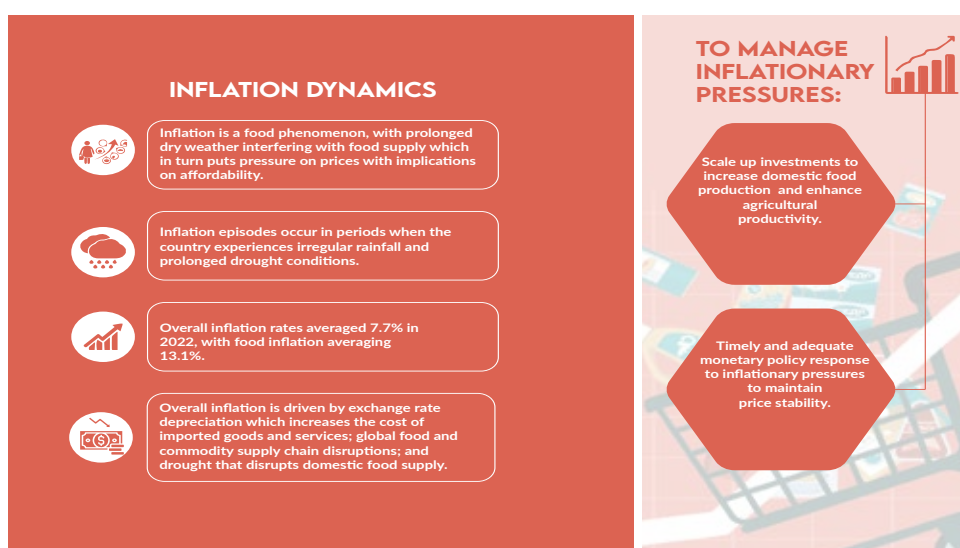 INFLATION DYNAMICS
Inflation is a food phenomenon, with prolonged
dry weather interfering with food supply which
in turn puts pressure on prices with implications
on affordability.
Inflation episodes occur in periods when the
country experiences irregular rainfall and
prolonged drought conditions.
Overall inflation rates averaged 7.7% in
2022, with food inflation averaging
13.1%.
Overall inflation is driven by exchange rate
depreciation which increases the cost of
imported goods and services; global food and
commodity supply chain disruptions; and
drought that disrupts domestic food supply.
TO MANAGE
INFLATIONARY
PRESSURES:
Scale up investments to
increase domestic food
production and enhance
agricultural
productivity.
Timely and adequate
monetary policy response
to inflationary pressures
to maintain
price stability.